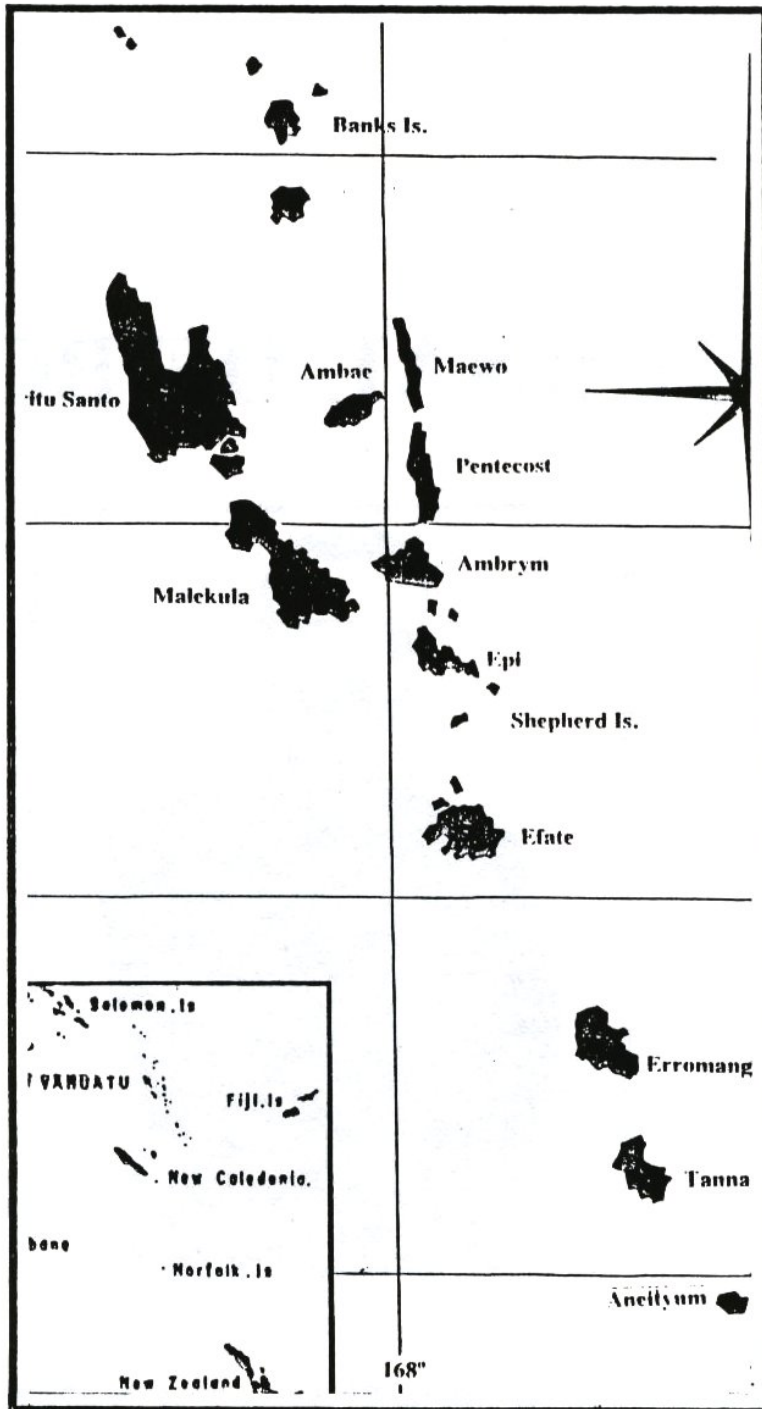 Banks Is.
Ambae
Maewo
ritu Santo
Pentecost
Ambrym
Malekula
Epi
Shepherd Is.
Efate
Solomon.Is
VANUATU
Fiji.Is
Erromang
New Caledonia.
Tanna
bane
Norfolk.Is
Aneityum
168"
New Zealand